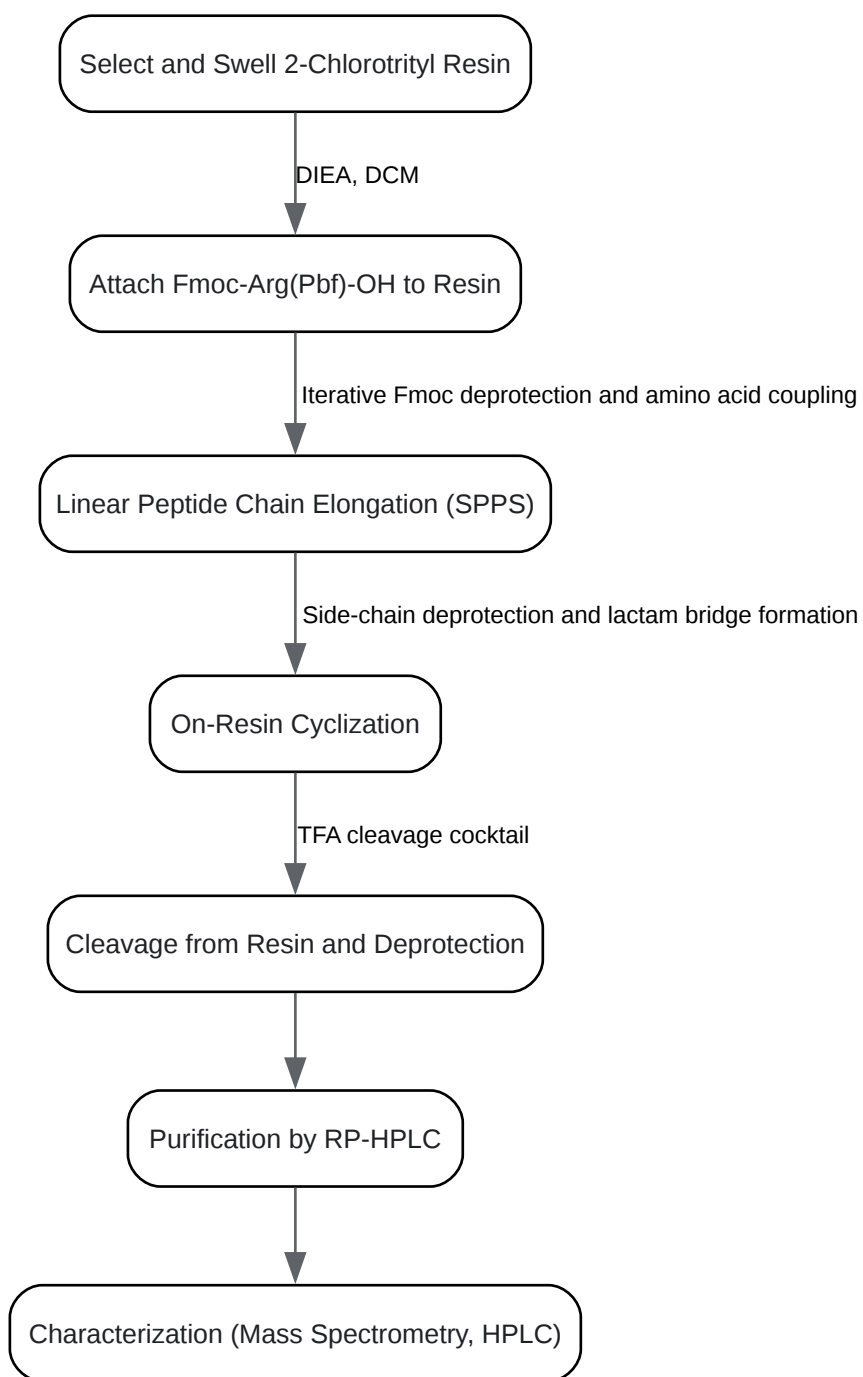 Select and Swell 2-Chlorotrityl Resin
DIEA, DCM
Attach Fmoc-Arg(Pbf)-OH to Resin
Iterative Fmoc deprotection and amino acid coupling
Linear Peptide Chain Elongation (SPPS)
Side-chain deprotection and lactam bridge formation
On-Resin Cyclization
TFA cleavage cocktail
Cleavage from Resin and Deprotection
Purification by RP-HPLC
Characterization (Mass Spectrometry, HPLC)